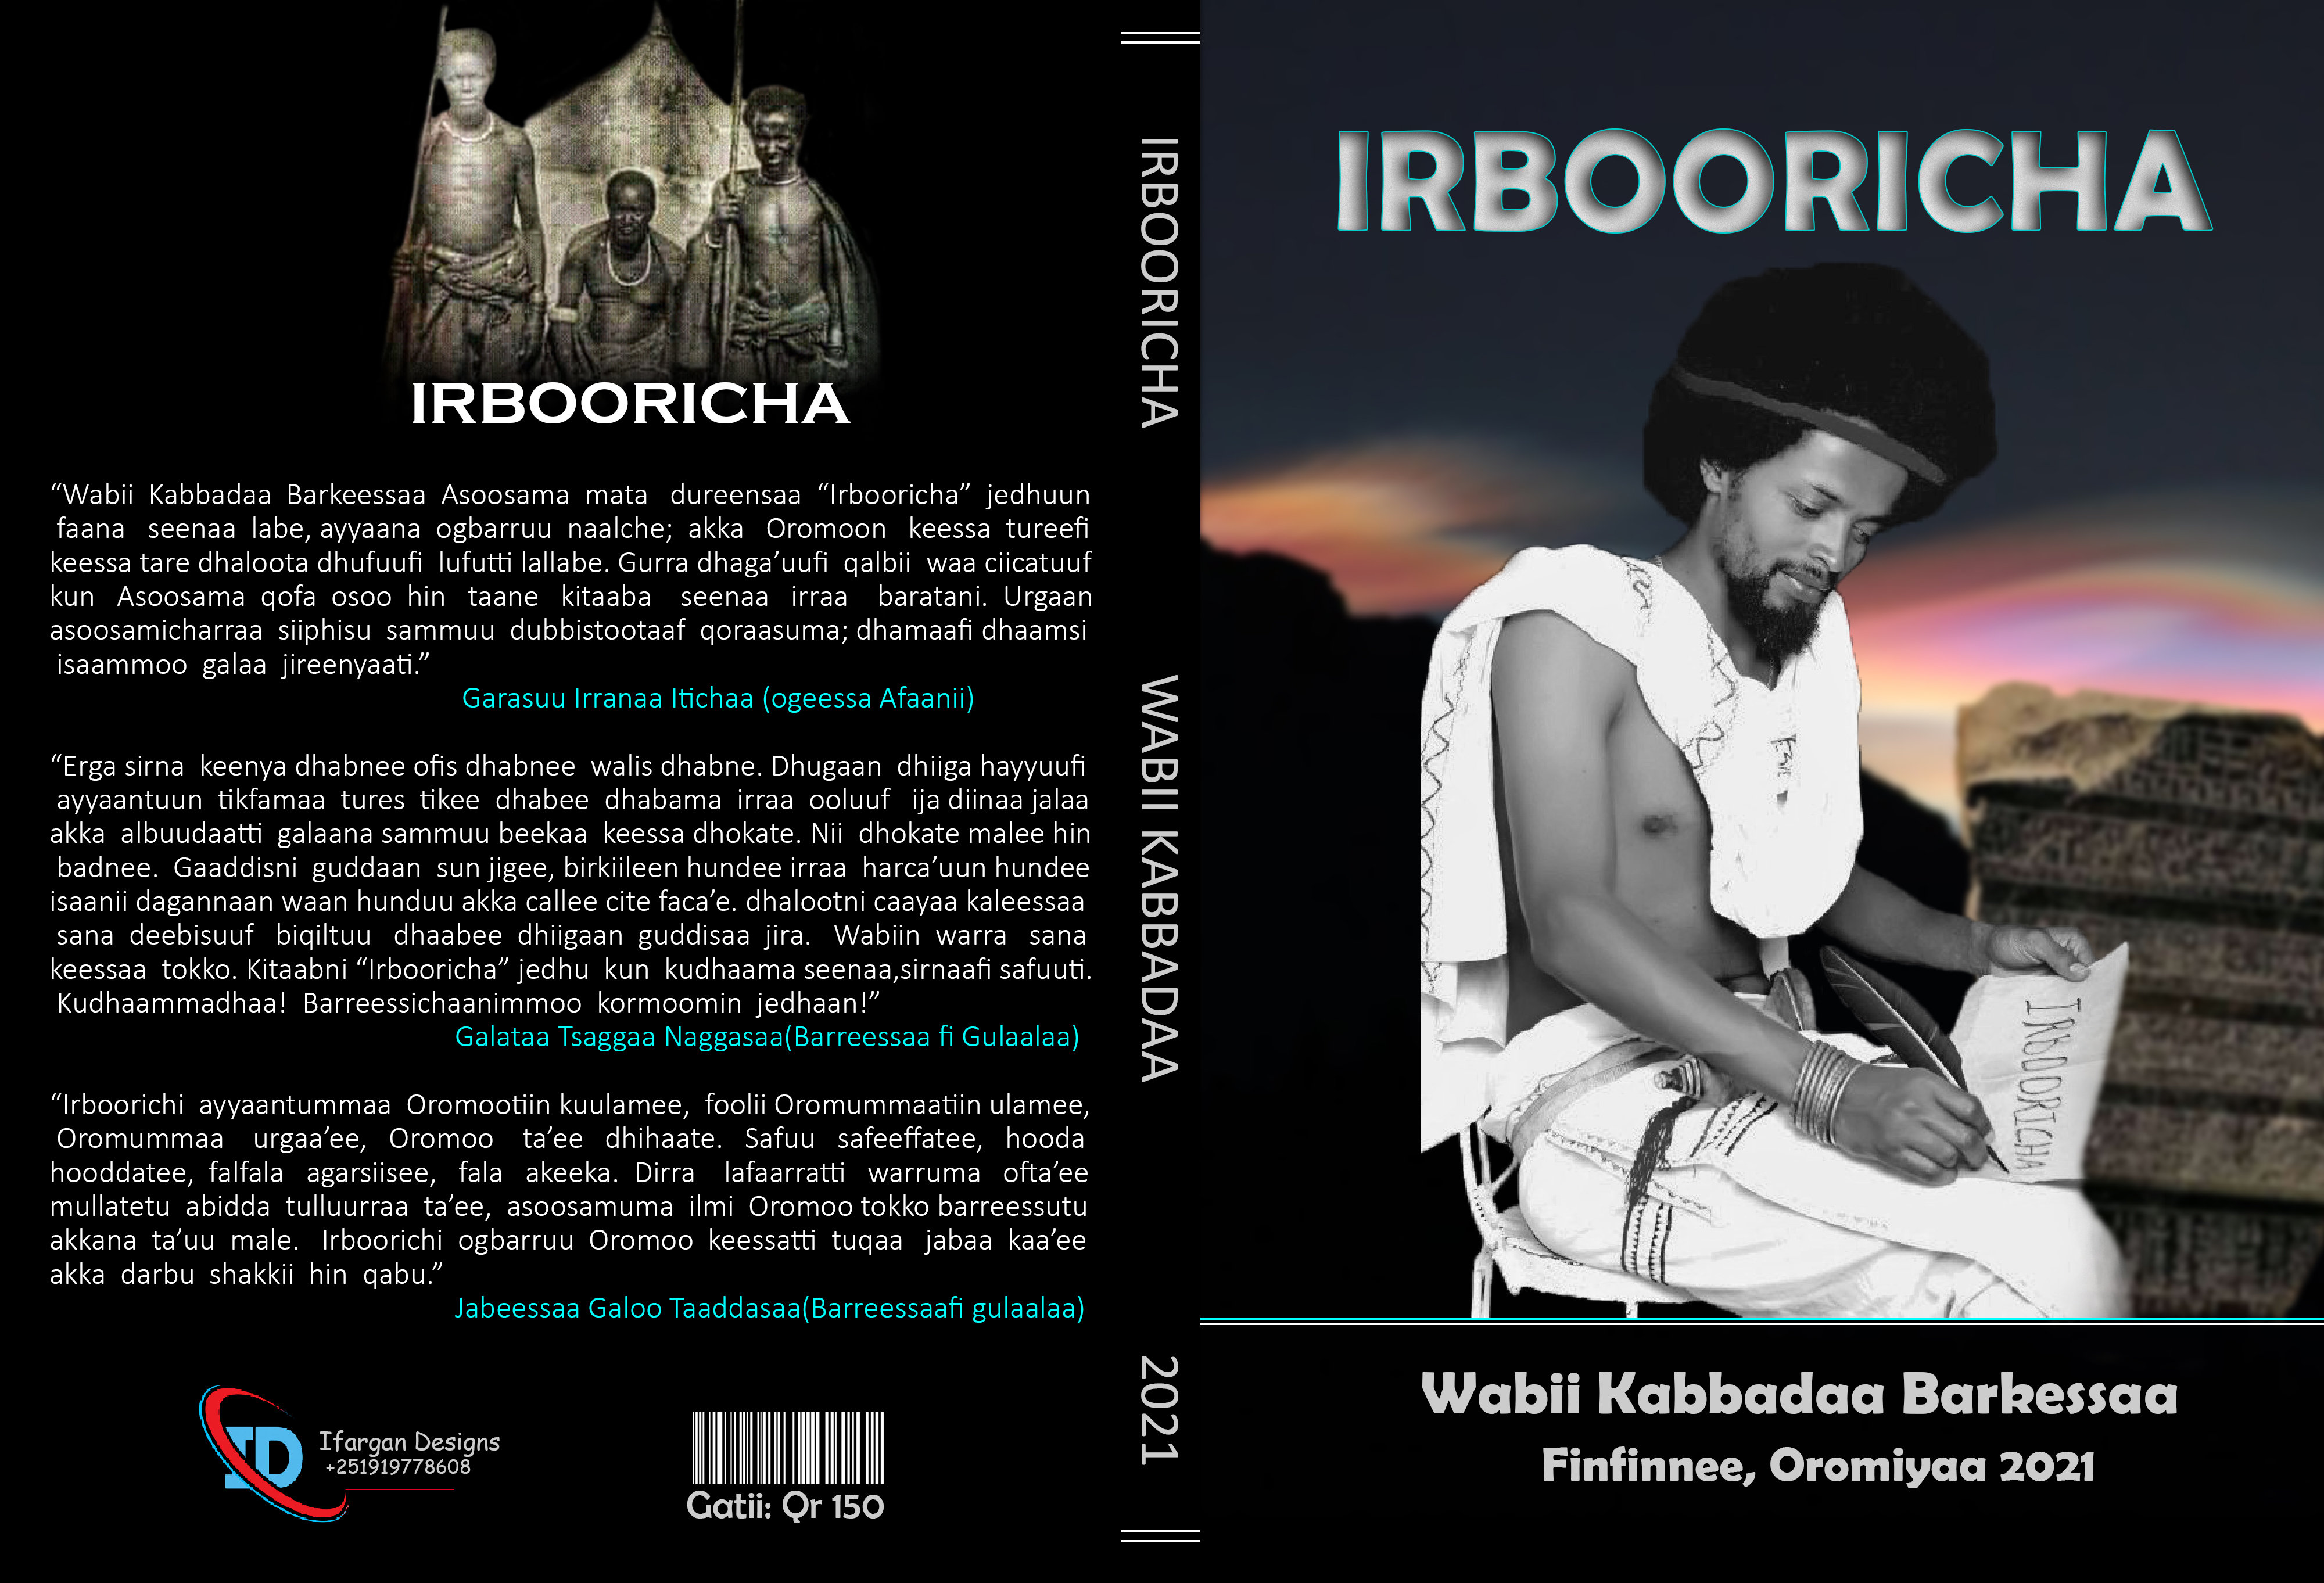 IRBOORICHA
“Wabii Kabbadaa Barkeessaa Asoosama mata dureensaa “Irbooricha” jedhuun
faana seenaa labe, ayyaana ogbarruu naalche; akka Oromoon keessa tureefi
keessa tare dhaloota dhufuufi lufutti lallabe. Gurra dhaga’uufi qalbii waa ciicatuuf
kun Asoosama qofa osoo hin taane kitaaba seenaa irraa baratani. Urgaan
asoosamicharraa siiphisu sammuu dubbistootaaf qoraasuma; dhamaafi dhaamsi
isaammoo galaa jireenyaati.”
Garasuu Irranaa Itichaa (ogeessa Afaanii)
“Erga sirna keenya dhabnee ofis dhabnee walis dhabne. Dhugaan dhiiga hayyuufi
ayyaantuun tikfamaa tures tikee dhabee dhabama irraa ooluuf ija diinaa jalaa
akka albuudaatti galaana sammuu beekaa keessa dhokate. Nii dhokate malee hin
badnee. Gaaddisni guddaan sun jigee, birkiileen hundee irraa harca’uun hundee
isaanii dagannaan waan hunduu akka callee cite faca’e. dhalootni caayaa kaleessaa
sana deebisuuf biqiltuu dhaabee dhiigaan guddisaa jira. Wabiin warra sana
keessaa tokko. Kitaabni “Irbooricha” jedhu kun kudhaama seenaa,sirnaafi safuuti.
Kudhaammadhaa! Barreessichaanimmoo kormoomin jedhaan!”
Galataa Tsaggaa Naggasaa(Barreessaa fi Gulaalaa)
“Irboorichi ayyaantummaa Oromootiin kuulamee, foolii Oromummaatiin ulamee,
Oromummaa urgaa’ee, Oromoo ta’ee dhihaate. Safuu safeeffatee, hooda
hooddatee, falfala agarsiisee, fala akeeka. Dirra lafaarratti warruma ofta’ee
mullatetu abidda tulluurraa ta’ee, asoosamuma ilmi Oromoo tokko barreessutu
akkana ta’uu male. Irboorichi ogbarruu Oromoo keessatti tuqaa jabaa kaa’ee
akka darbu shakkii hin qabu.”
Jabeessaa Galoo Taaddasaa(Barreessaafi gulaalaa)
ID
Ifargan Designs
+251919778608
Gatii: Qr 150
IRBOORICHA
WABII KABBADAA
2021
IRBOORICHA
IRBOORICHA
Wabii Kabbadaa Barkessaa
Finfinnee, Oromiyaa 2021